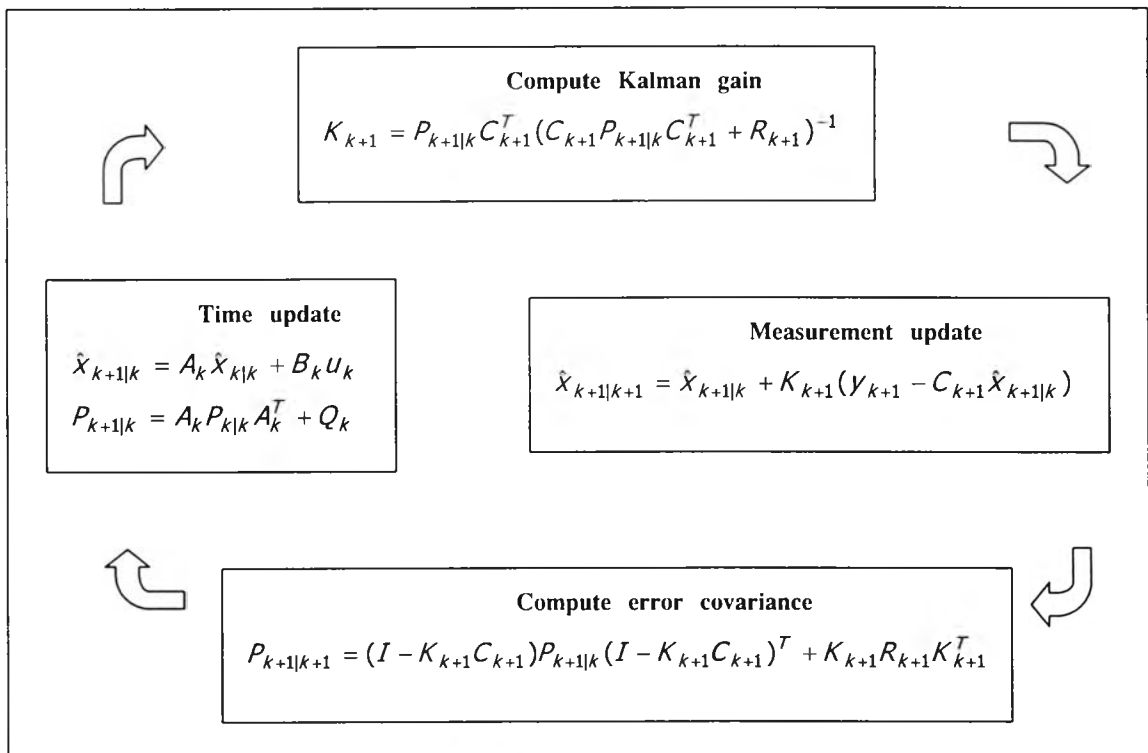 Compute Kalman gain
K_{k+1} = P_{k+1|k} C_{k+1}^T (C_{k+1} P_{k+1|k} C_{k+1}^T + R_{k+1})^{-1}
Time update
x̂_{k+1|k} = A_k x̂_{k|k} + B_k u_k
P_{k+1|k} = A_k P_{k|k} A_k^T + Q_k
Measurement update
x̂_{k+1|k+1} = x̂_{k+1|k} + K_{k+1} (y_{k+1} − C_{k+1} x̂_{k+1|k})
Compute error covariance
P_{k+1|k+1} = (I − K_{k+1} C_{k+1}) P_{k+1|k} (I − K_{k+1} C_{k+1})^T + K_{k+1} R_{k+1} K_{k+1}^T